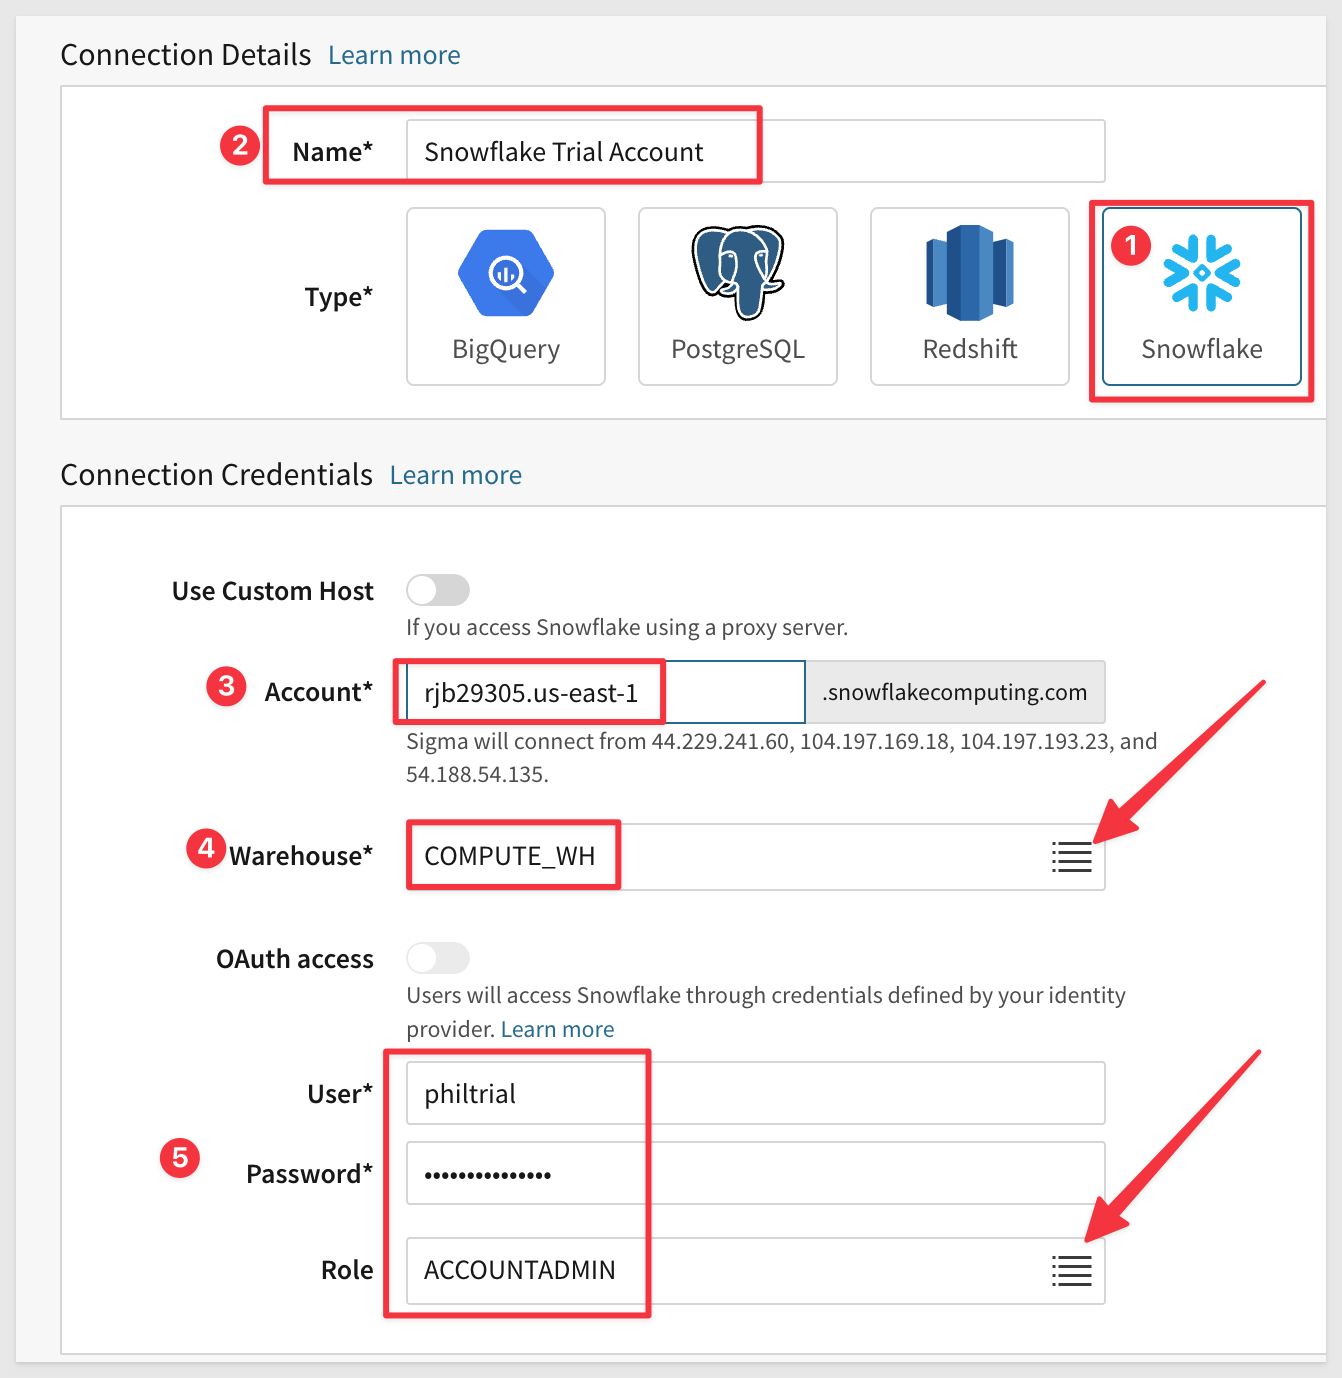 Connection Details Learn more
2 Name* Snowflake Trial Account
Type*
1
BigQuery PostgreSQL Redshift Snowflake
Connection Credentials Learn more
Use Custom Host
If you access Snowflake using a proxy server.
3 Account* rjb29305.us-east-1 .snowflakecomputing.com
Sigma will connect from 44.229.241.60, 104.197.169.18, 104.197.193.23, and
54.188.54.135.
4 Warehouse* COMPUTE_WH
OAuth access
Users will access Snowflake through credentials defined by your identity
provider. Learn more
User* philtrial
5 Password* •••••••••••••••
Role ACCOUNTADMIN